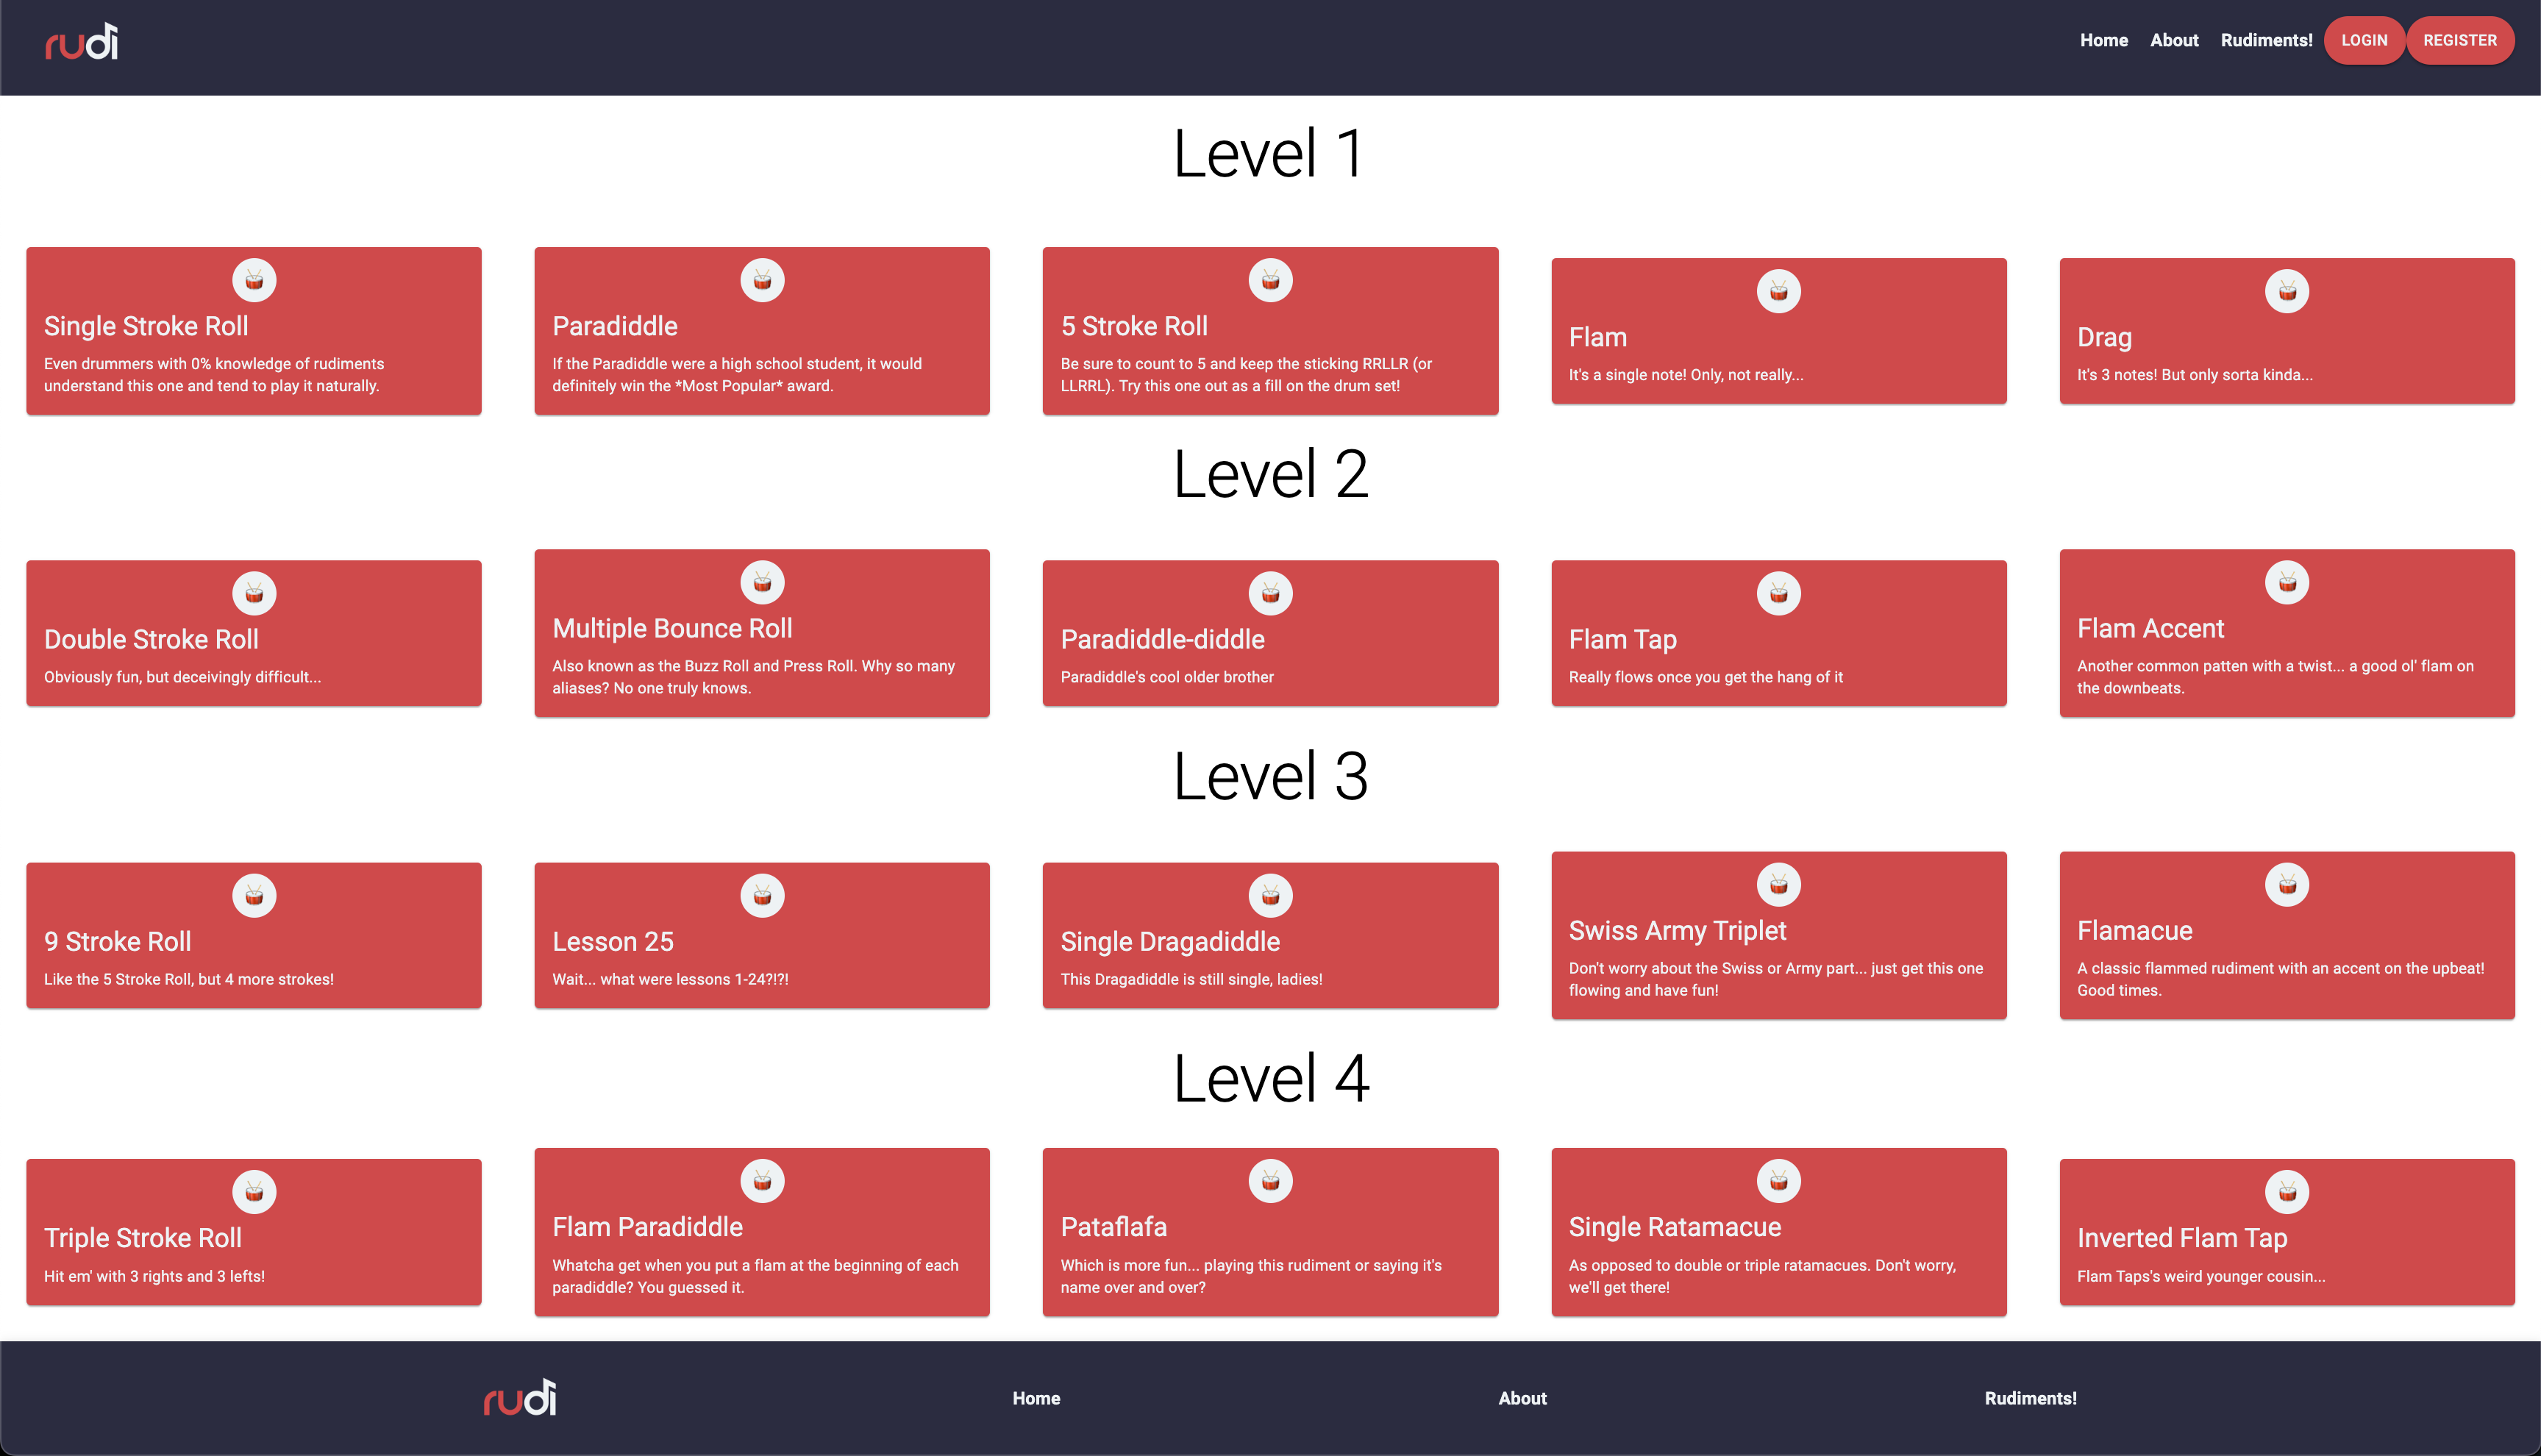 rudi
Home About Rudiments! LOGIN REGISTER
Level 1
Single Stroke Roll
Even drummers with 0% knowledge of rudiments
understand this one and tend to play it naturally.
Paradiddle
If the Paradiddle were a high school student, it would
definitely win the *Most Popular* award.
5 Stroke Roll
Be sure to count to 5 and keep the sticking RRLLR (or
LLRRL). Try this one out as a fill on the drum set!
Flam
It's a single note! Only, not really...
Drag
It's 3 notes! But only sorta kinda...
Level 2
Double Stroke Roll
Obviously fun, but deceivingly difficult...
Multiple Bounce Roll
Also known as the Buzz Roll and Press Roll. Why so many
aliases? No one truly knows.
Paradiddle-diddle
Paradiddle's cool older brother
Flam Tap
Really flows once you get the hang of it
Flam Accent
Another common patten with a twist... a good ol' flam on
the downbeats.
Level 3
9 Stroke Roll
Like the 5 Stroke Roll, but 4 more strokes!
Lesson 25
Wait... what were lessons 1-24?!?!
Single Dragadiddle
This Dragadiddle is still single, ladies!
Swiss Army Triplet
Don't worry about the Swiss or Army part... just get this one
flowing and have fun!
Flamacue
A classic flammed rudiment with an accent on the upbeat!
Good times.
Level 4
Triple Stroke Roll
Hit em' with 3 rights and 3 lefts!
Flam Paradiddle
Whatcha get when you put a flam at the beginning of each
paradiddle? You guessed it.
Pataflafa
Which is more fun... playing this rudiment or saying it's
name over and over?
Single Ratamacue
As opposed to double or triple ratamacues. Don't worry,
we'll get there!
Inverted Flam Tap
Flam Taps's weird younger cousin...
rudi
Home
About
Rudiments!